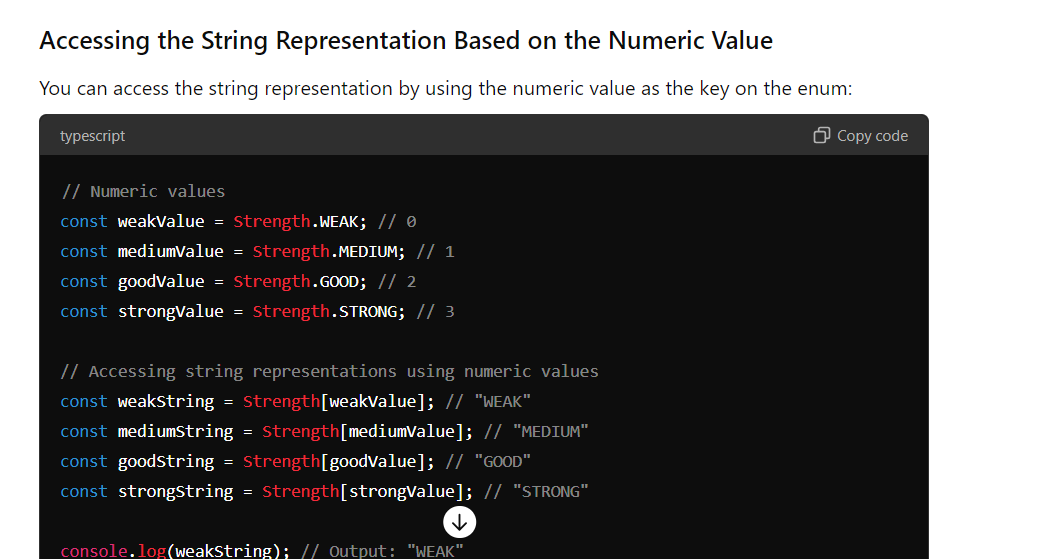 Accessing the String Representation Based on the Numeric Value
You can access the string representation by using the numeric value as the key on the enum:
typescript
Copy code
// Numeric values
const weakValue = Strength.WEAK; // 0
const mediumValue = Strength.MEDIUM; // 1
const goodValue = Strength.GOOD; // 2
const strongValue = Strength.STRONG; // 3
// Accessing string representations using numeric values
const weakString = Strength[weakValue]; // "WEAK"
const mediumString = Strength[mediumValue]; // "MEDIUM"
const goodString = Strength[goodValue]; // "GOOD"
const strongString = Strength[strongValue]; // "STRONG"
console.log(weakString); // Output: "WEAK"